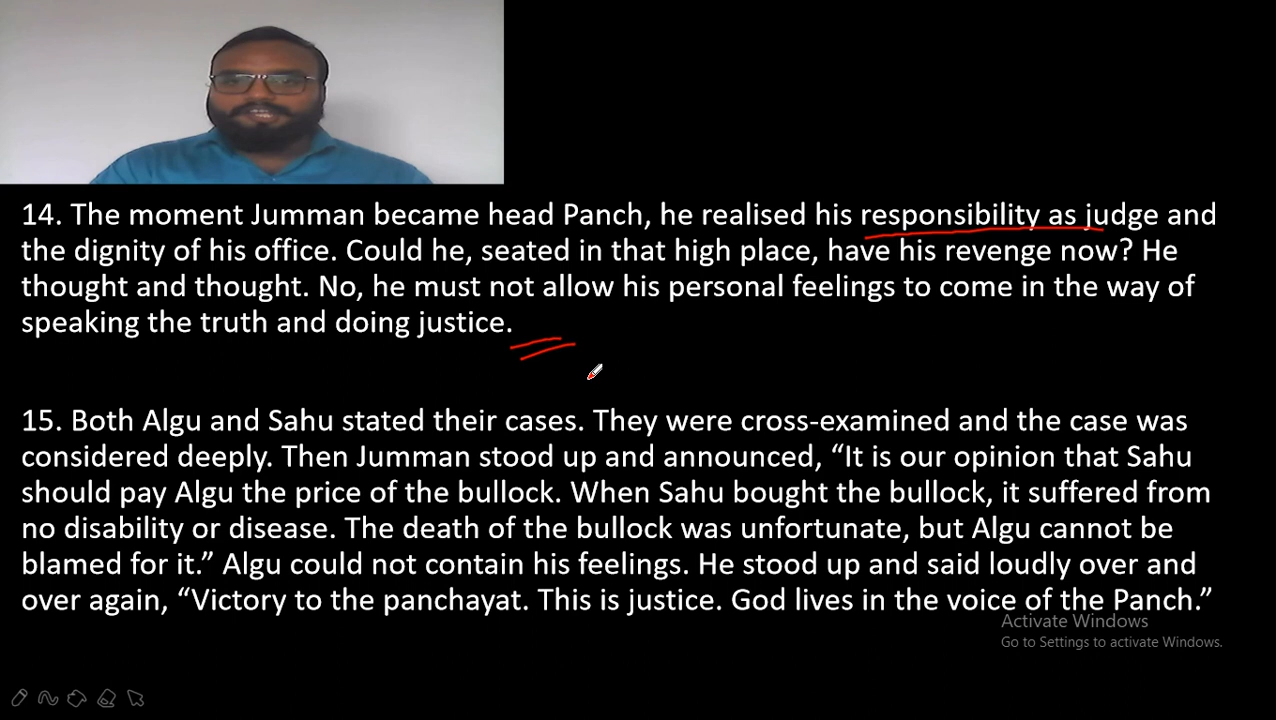 14. The moment Jumman became head Panch, he realised his responsibility as judge and
the dignity of his office. Could he, seated in that high place, have his revenge now? He
thought and thought. No, he must not allow his personal feelings to come in the way of
speaking the truth and doing justice.
15. Both Algu and Sahu stated their cases. They were cross-examined and the case was
considered deeply. Then Jumman stood up and announced, “It is our opinion that Sahu
should pay Algu the price of the bullock. When Sahu bought the bullock, it suffered from
no disability or disease. The death of the bullock was unfortunate, but Algu cannot be
blamed for it.” Algu could not contain his feelings. He stood up and said loudly over and
over again, “Victory to the panchayat. This is justice. God lives in the voice of the Panch.”
Activate Windows
Go to Settings to activate Windows.